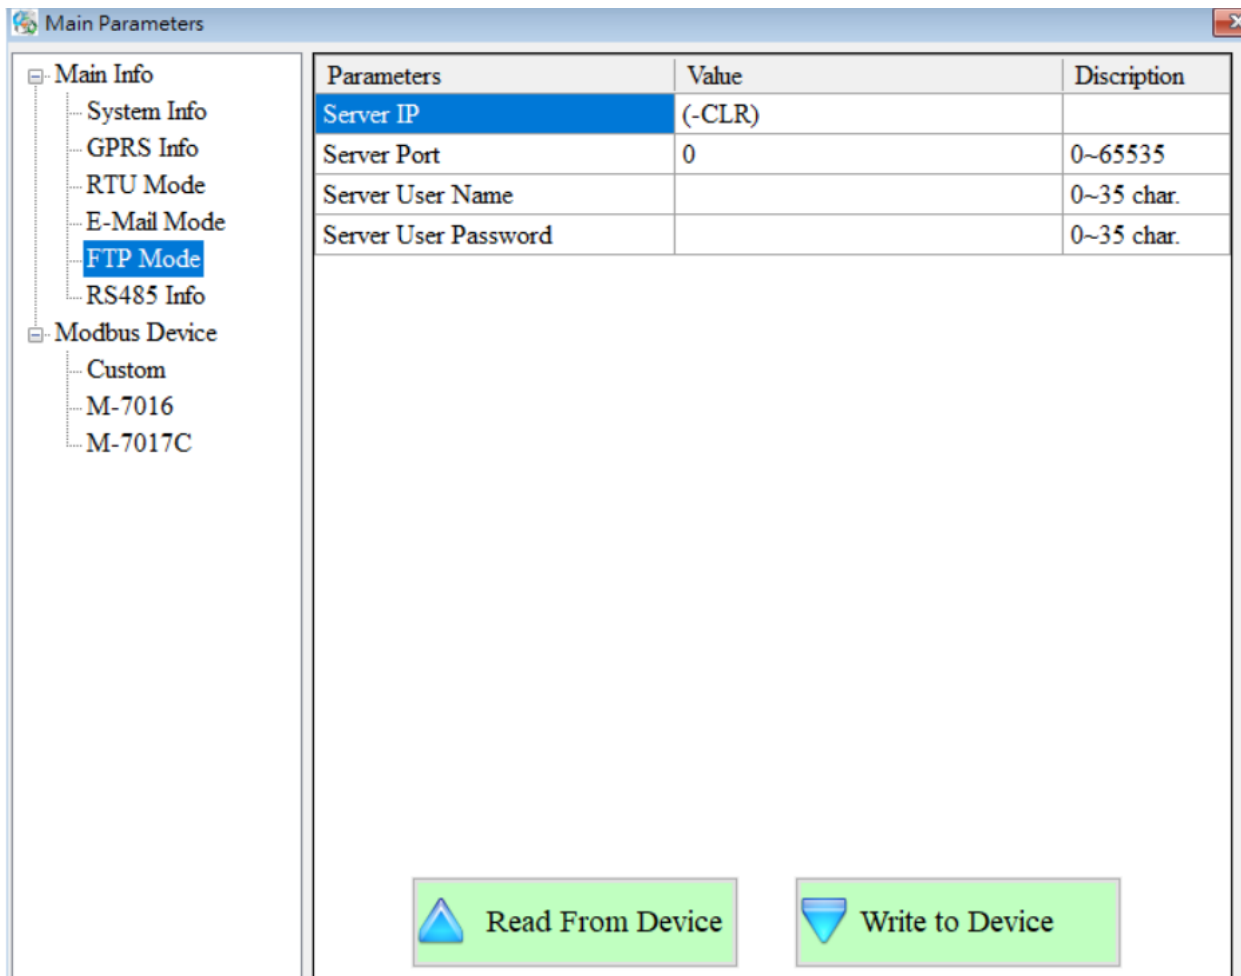 Main Parameters
Main Info
System Info
GPRS Info
RTU Mode
E-Mail Mode
FTP Mode
RS485 Info
Modbus Device
Custom
M-7016
M-7017C
Parameters Value Discription
Server IP (-CLR)
Server Port 0 0~65535
Server User Name 0~35 char.
Server User Password 0~35 char.
Read From Device Write to Device